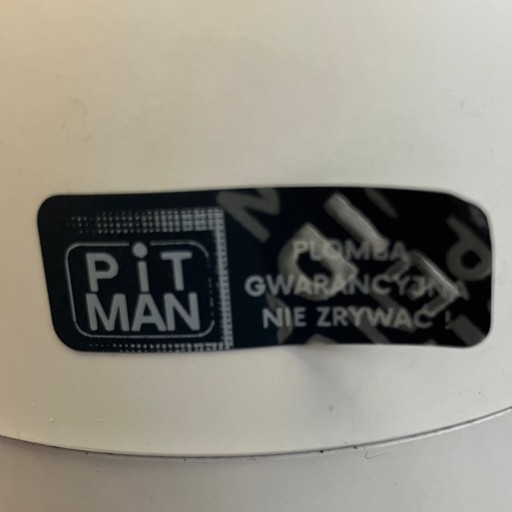 PiT
MAN
PLOMBA
GWARANCYJNA
NIE ZRYWAĆ !